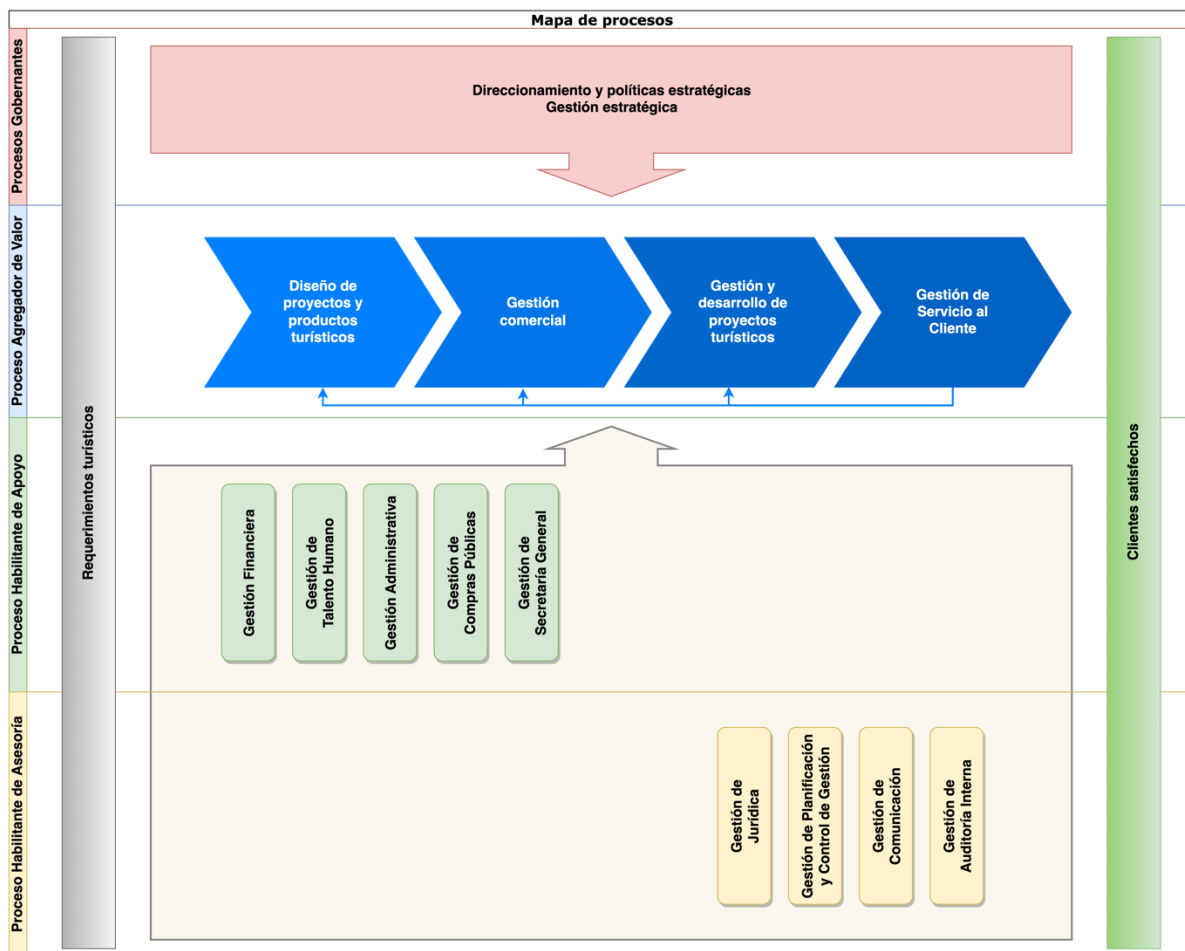 Mapa de procesos
Procesos Gobernantes
Direccionamiento y políticas estratégicas
Gestión estratégica
Proceso Agregador de Valor
Diseño de
proyectos y
productos
turísticos
Gestión
comercial
Gestión y
desarrollo de
proyectos
turísticos
Gestión de
Servicio al
Cliente
Requerimientos turísticos
Clientes satisfechos
Proceso Habilitante de Apoyo
Gestión Financiera
Gestión de
Talento Humano
Gestión Administrativa
Gestión de
Compras Públicas
Gestión de
Secretaría General
Proceso Habilitante de Asesoría
Gestión de
Jurídica
Gestión de Planificación
y Control de Gestión
Gestión de
Comunicación
Gestión de
Auditoría Interna